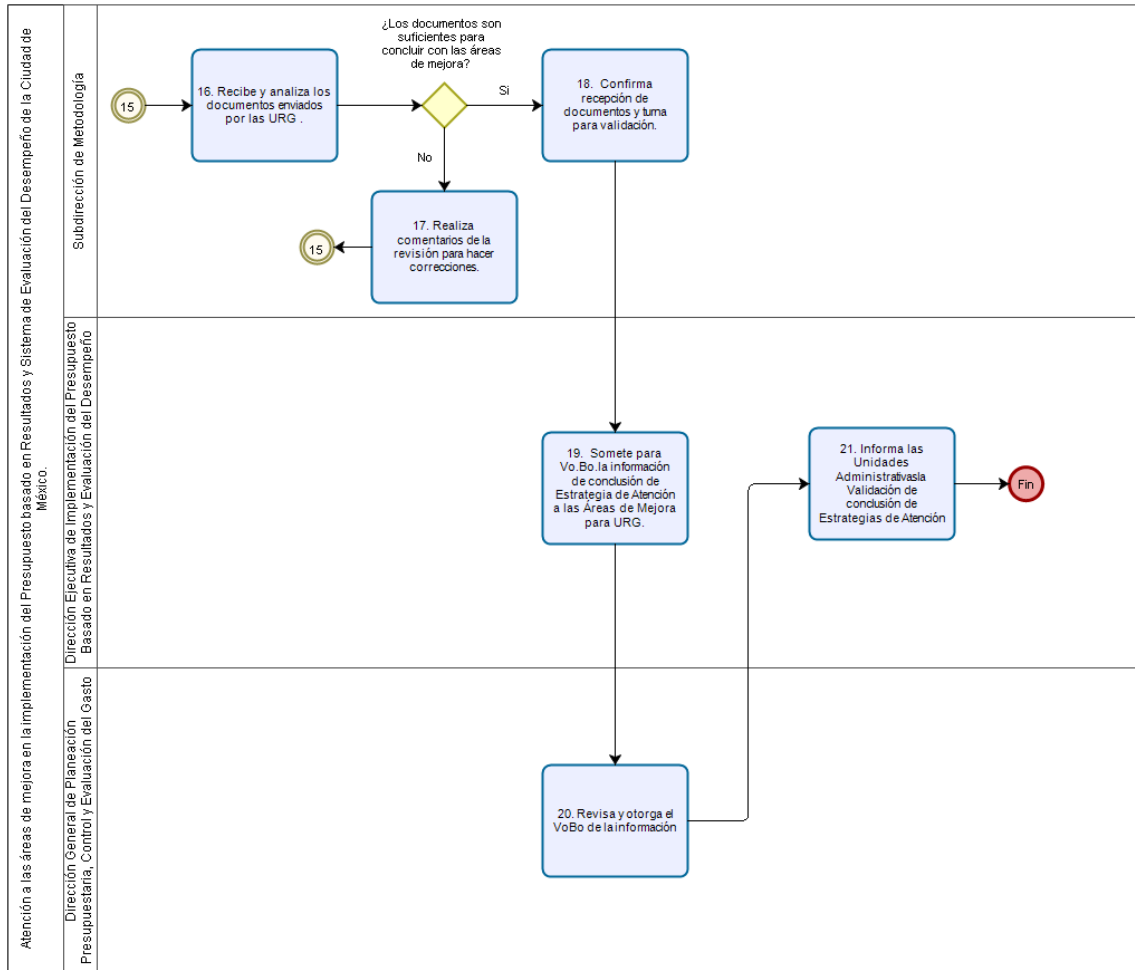 Atención a las áreas de mejora en la implementación del Presupuesto basado en Resultados y Sistema de Evaluación del Desempeño de la Ciudad de
México.
Subdirección de Metodología
15
16. Recibe y analiza los
documentos enviados
por las URG .
¿Los documentos son
suficientes para
concluir con las áreas
de mejora?
Si
No
18. Confirma
recepción de
documentos y turna
para validación.
17. Realiza
comentarios de la
revisión para hacer
correcciones.
15
Dirección Ejecutiva de Implementación del Presupuesto
Basado en Resultados y Evaluación del Desempeño
19. Somete para
Vo.Bo.la información
de conclusión de
Estrategia de Atención
a las Áreas de Mejora
para URG.
21. Informa las
Unidades
Administrativasla
Validación de
conclusión de
Estrategias de Atención
Fin
Dirección General de Planeación
Presupuestaria, Control y Evaluación del Gasto
20. Revisa y otorga el
VoBo de la información